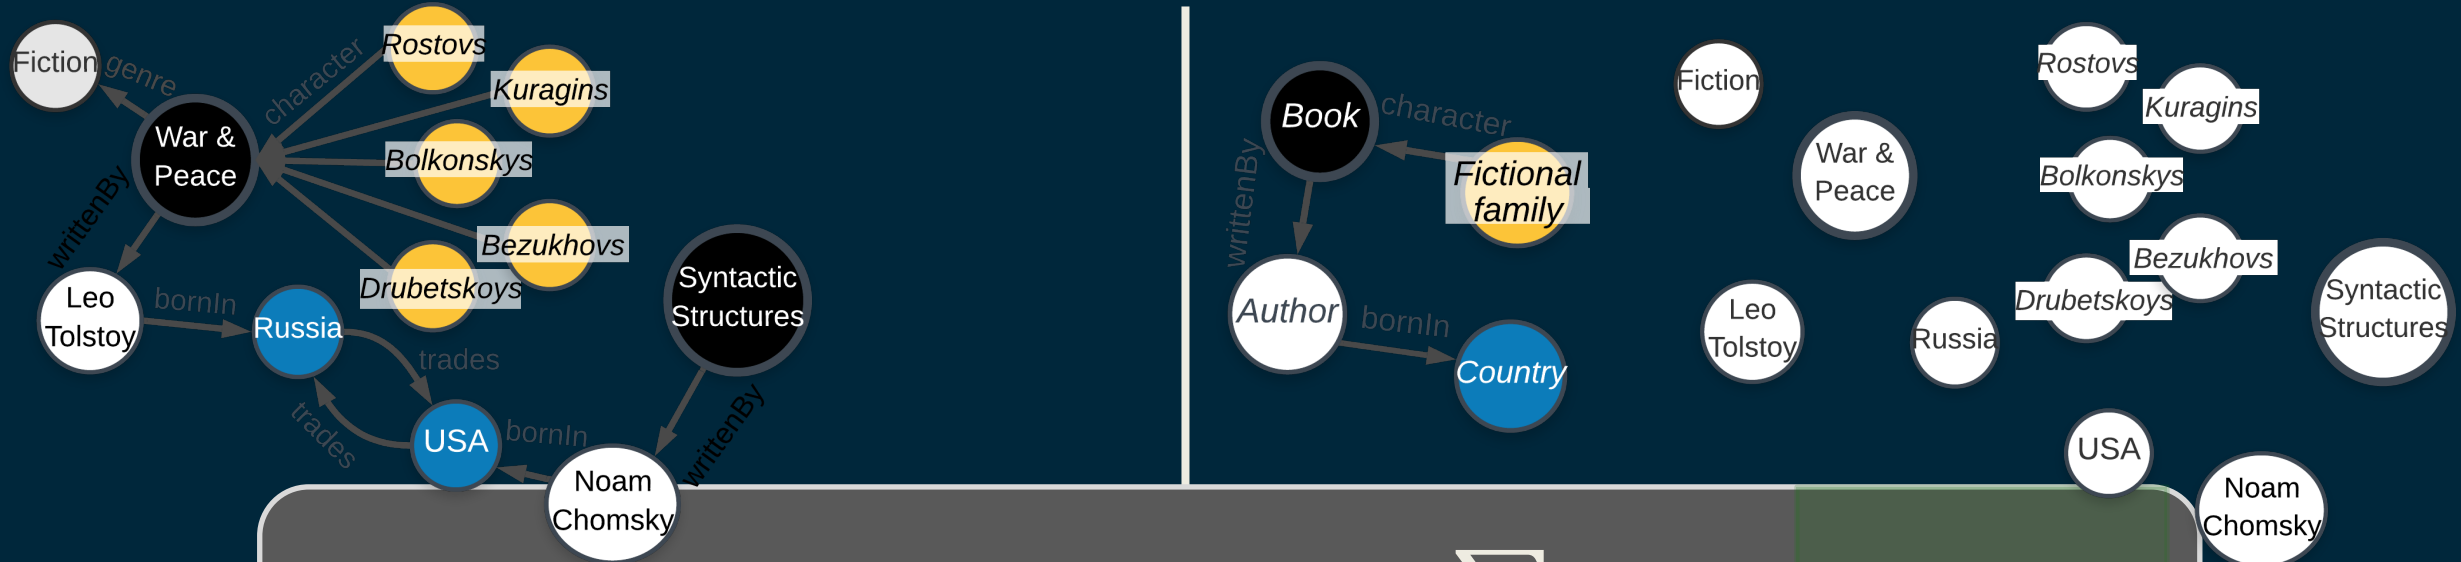 Fiction
genre
War &
Peace
character
Rostovs
Kuragins
Bolkonskys
Bezukhovs
Drubetskoys
writtenBy
Leo
Tolstoy
bornIn
Russia
trades
trades
USA
bornIn
Syntactic
Structures
writtenBy
Noam
Chomsky
Book
character
Fictional
family
writtenBy
Author
bornIn
Country
Fiction
War &
Peace
Rostovs
Kuragins
Bolkonskys
Bezukhovs
Drubetskoys
Leo
Tolstoy
Russia
Syntactic
Structures
USA
Noam
Chomsky